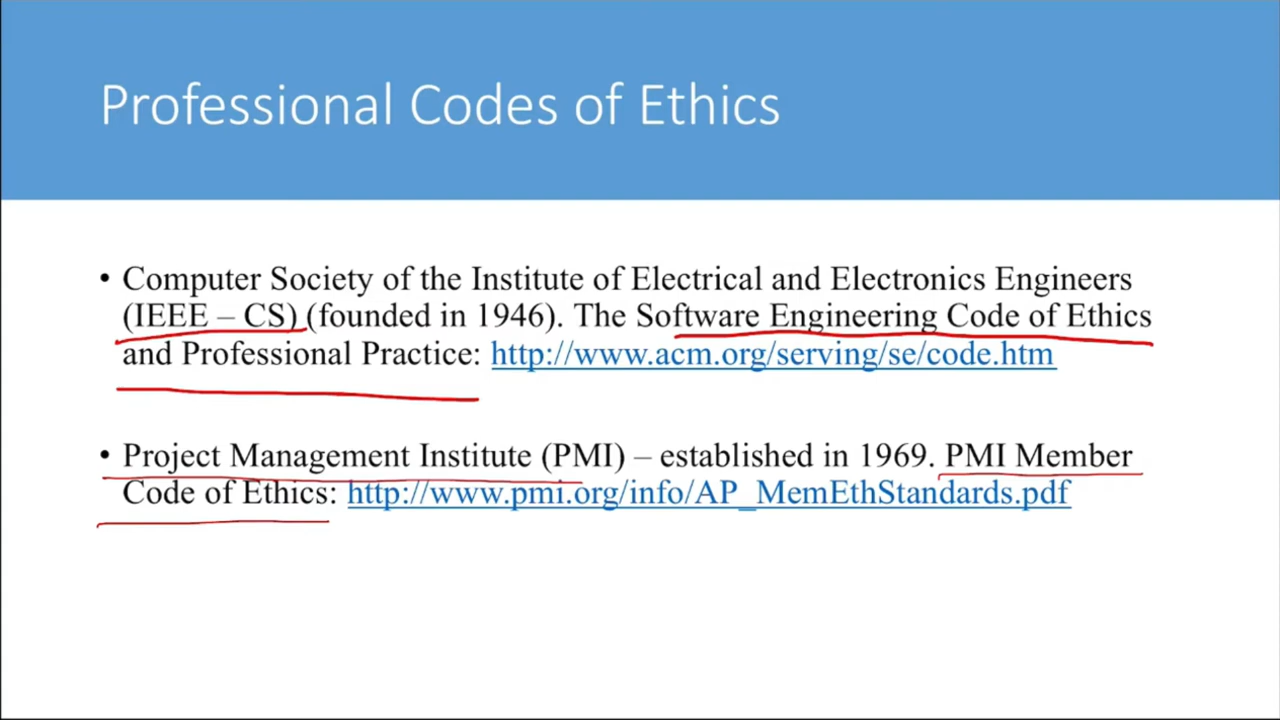 Professional Codes of Ethics
• Computer Society of the Institute of Electrical and Electronics Engineers
(IEEE – CS) (founded in 1946). The Software Engineering Code of Ethics
and Professional Practice: http://www.acm.org/serving/se/code.htm
• Project Management Institute (PMI) – established in 1969. PMI Member
Code of Ethics: http://www.pmi.org/info/AP_MemEthStandards.pdf